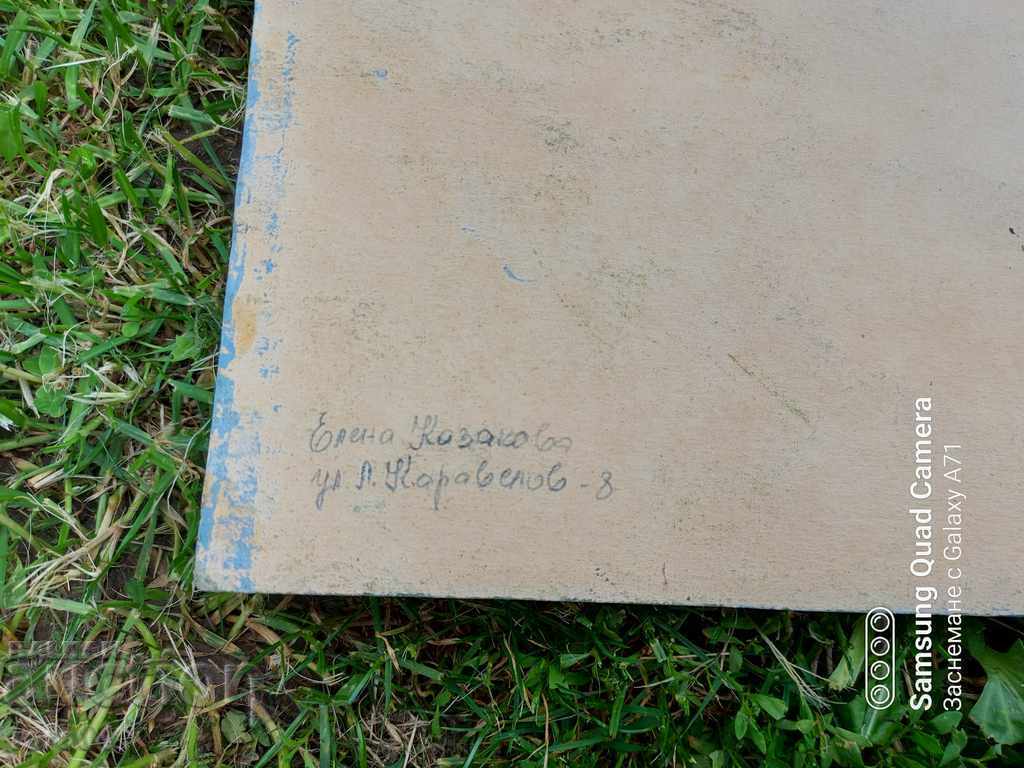 Елена Казакова
ул Л. Каравелов - 8
Samsung Quad Camera
Заснемане с Galaxy A71